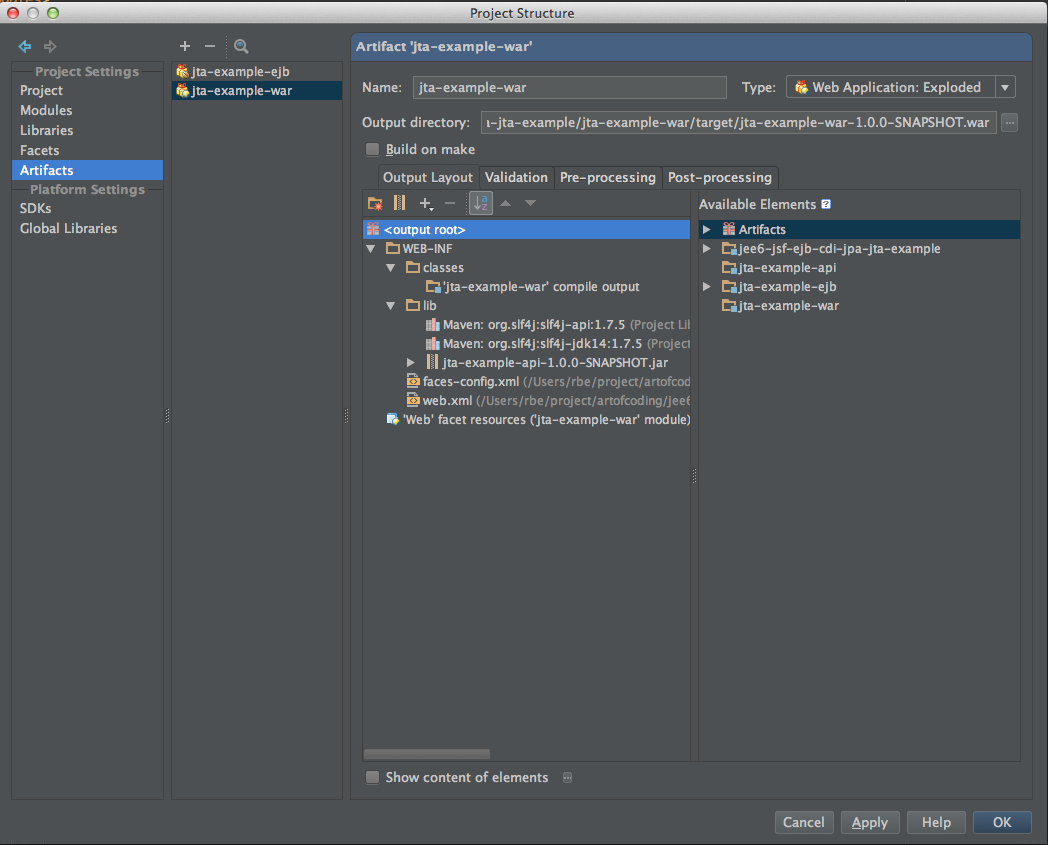 Project Structure
Project Settings
Project
Modules
Libraries
Facets
Artifacts
Platform Settings
SDKs
Global Libraries
jta-example-ejb
jta-example-war
Artifact 'jta-example-war'
Name: jta-example-war Type: Web Application: Exploded
Output directory: -jta-example/jta-example-war/target/jta-example-war-1.0.0-SNAPSHOT.war ...
Build on make
Output Layout Validation Pre-processing Post-processing
<output root>
WEB-INF
classes
'jta-example-war' compile output
lib
Maven: org.slf4j:slf4j-api:1.7.5 (Project Lib
Maven: org.slf4j:slf4j-jdk14:1.7.5 (Project
jta-example-api-1.0.0-SNAPSHOT.jar
faces-config.xml (/Users/rbe/project/artofcod
web.xml (/Users/rbe/project/artofcoding/jee6
'Web' facet resources ('jta-example-war' module)
Available Elements ?
Artifacts
jee6-jsf-ejb-cdi-jpa-jta-example
jta-example-api
jta-example-ejb
jta-example-war
Show content of elements ...
Cancel Apply Help OK